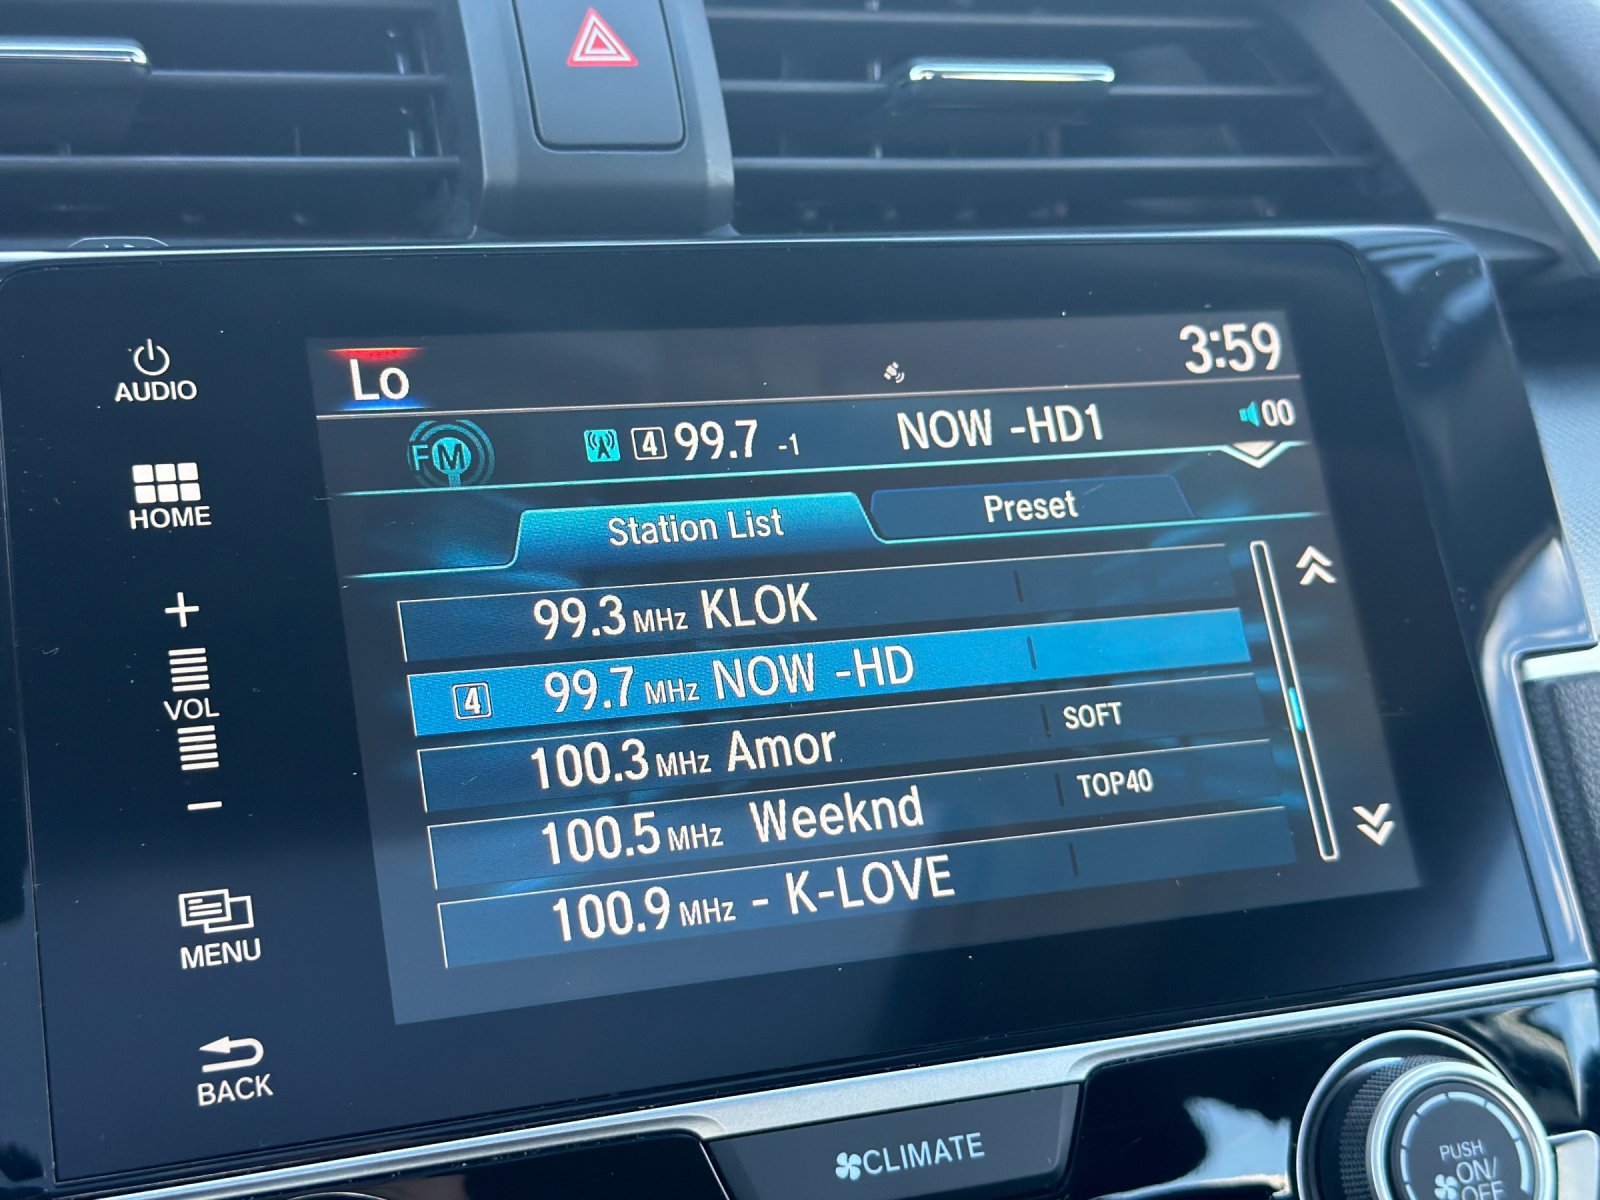 AUDIO
HOME
+
VOL
−
MENU
BACK
Lo
3:59
FM
4 99.7 -1 NOW -HD1 00
Station List
Preset
99.3 MHz KLOK
4 99.7 MHz NOW -HD
100.3 MHz Amor SOFT
100.5 MHz Weeknd TOP40
100.9 MHz - K-LOVE
CLIMATE
PUSH
ON/
OFF